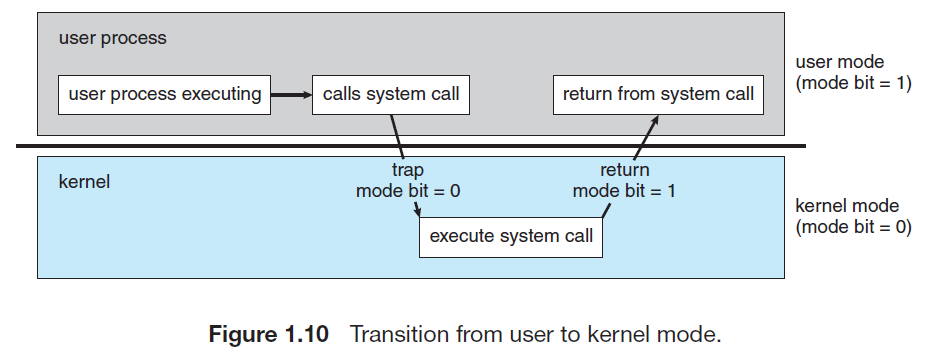 user process
user process executing
calls system call
return from system call
user mode
(mode bit = 1)
kernel
trap
mode bit = 0
return
mode bit = 1
execute system call
kernel mode
(mode bit = 0)
Figure 1.10 Transition from user to kernel mode.